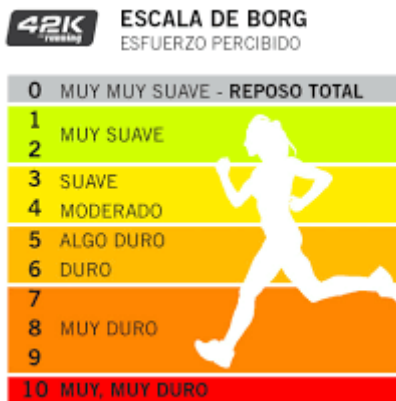 42K
running
ESCALA DE BORG
ESFUERZO PERCIBIDO
0 MUY MUY SUAVE - REPOSO TOTAL
1
MUY SUAVE
2
3 SUAVE
4 MODERADO
5 ALGO DURO
6 DURO
7
8 MUY DURO
9
10 MUY, MUY DURO